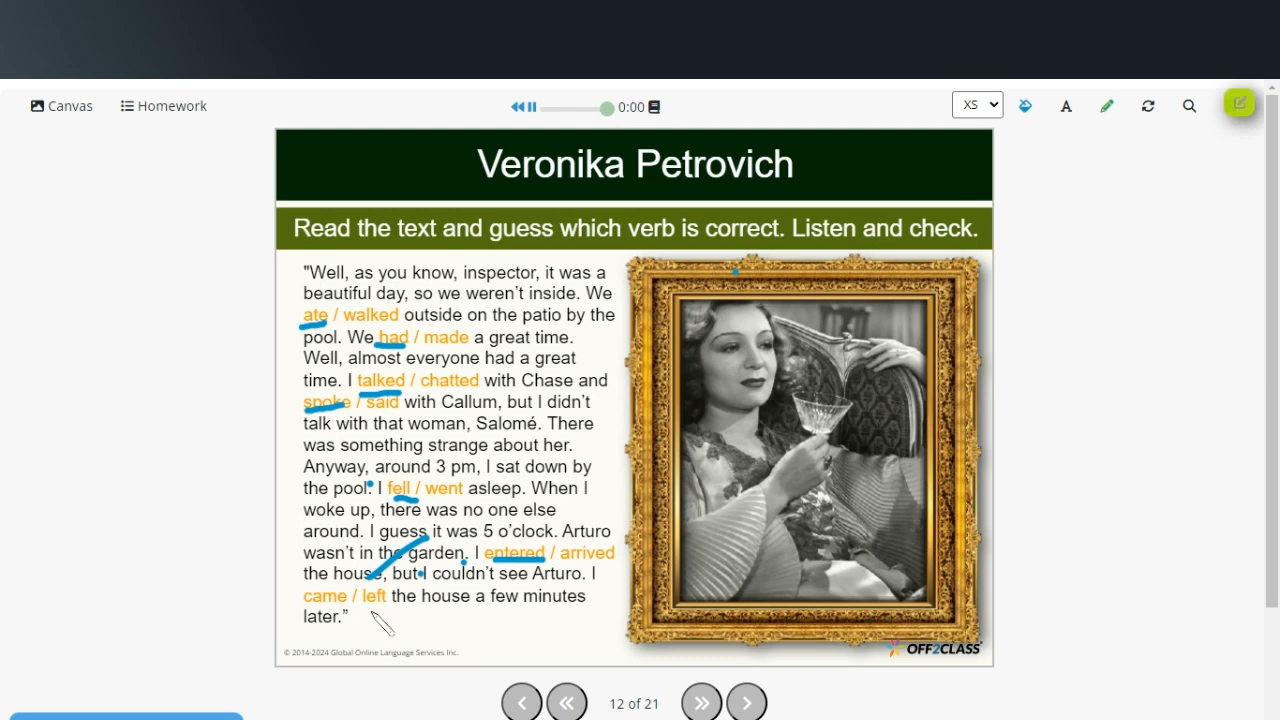 Canvas
Homework
0:00
XS
A
Veronika Petrovich
Read the text and guess which verb is correct. Listen and check.
"Well, as you know, inspector, it was a
beautiful day, so we weren't inside. We
ate / walked outside on the patio by the
pool. We had / made a great time.
Well, almost everyone had a great
time. I talked / chatted with Chase and
spoke / said with Callum, but I didn't
talk with that woman, Salomé. There
was something strange about her.
Anyway, around 3 pm, I sat down by
the pool. I fell / went asleep. When I
woke up, there was no one else
around. I guess it was 5 o'clock. Arturo
wasn't in the garden. I entered / arrived
the house, but I couldn't see Arturo. I
came / left the house a few minutes
later."
© 2014-2024 Global Online Language Services Inc.
OFF2CLASS
12 of 21